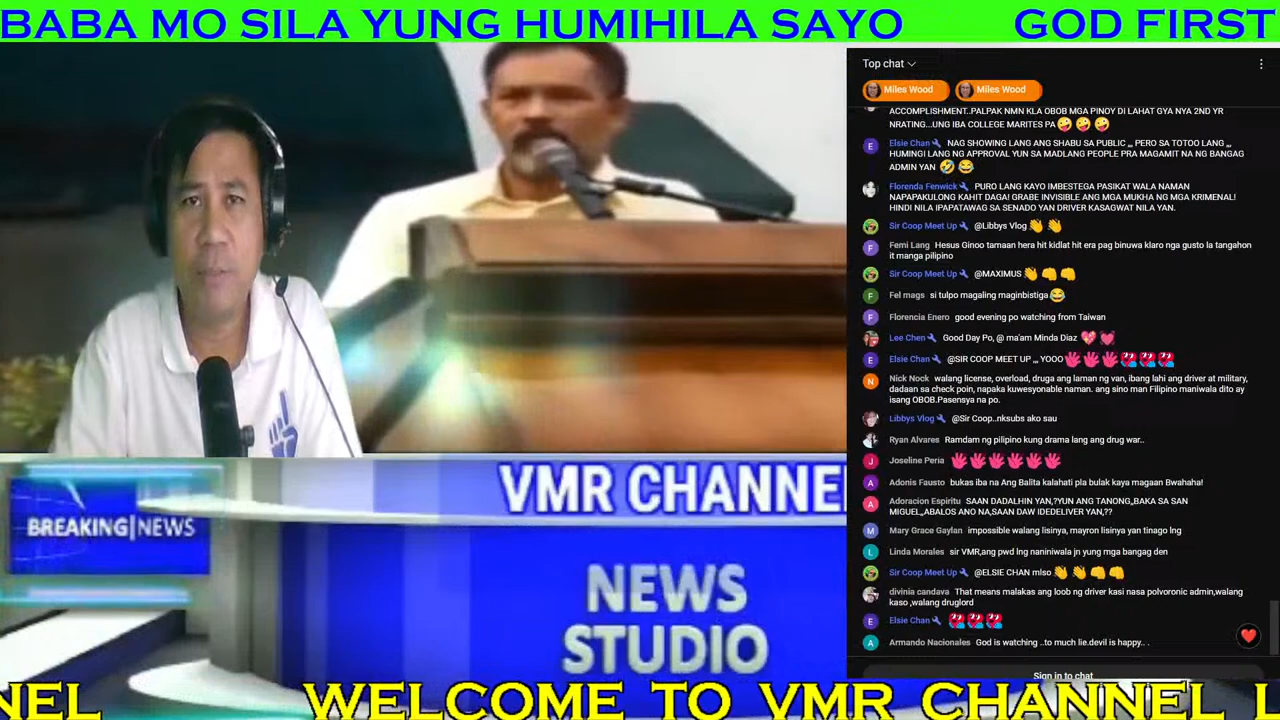 BABA MO SILA YUNG HUMIHILA SAYO GOD FIRST
Top chat
Miles Wood Miles Wood
ACCOMPLISHMENT..PALPAK NMN KLA OBOB MGA PINOY DI LAHAT GYA NYA 2ND YR
NRATING...UNG IBA COLLEGE MARITES PA🤪🤪🤪
E Elsie Chan NAG SHOWING LANG ANG SHABU SA PUBLIC ,,, PERO SA TOTOO LANG ,,,
HUMINGI LANG NG APPROVAL YUN SA MADLANG PEOPLE PRA MAGAMIT NA NG BANGAG
ADMIN YAN 🤣😂
Florenda Fenwick PURO LANG KAYO IMBESTEGA PASIKAT WALA NAMAN
NAPAPAKULONG KAHIT DAGA! GRABE INVISIBLE ANG MGA MUKHA NG MGA KRIMENAL!
HINDI NILA IPAPATAWAG SA SENADO YAN DRIVER KASAGWAT NILA YAN.
Sir Coop Meet Up @Libbys Vlog 👋👋
F Femi Lang Hesus Ginoo tamaan hera hit kidlat hit era pag binuwa klaro nga gusto la tangahon
it manga pilipino
Sir Coop Meet Up @MAXIMUS 👋👊👊
F Fel mags si tulpo magaling maginbistiga😂
F Florencia Enero good evening po watching from Taiwan
Lee Chen Good Day Po, @ ma'am Minda Diaz 💖💓
E Elsie Chan @SIR COOP MEET UP ,,, YOOO
N Nick Nock walang license, overload, druga ang laman ng van, ibang lahi ang driver at military,
dadaan sa check poin, napaka kuwesyonable naman. ang sino man Filipino maniwala dito ay
isang OBOB.Pasensya na po.
Libbys Vlog @Sir Coop..nksubs ako sau
Ryan Alvares Ramdam ng pilipino kung drama lang ang drug war..
J Joseline Peria
A Adonis Fausto bukas iba na Ang Balita kalahati pla bulak kaya magaan Bwahaha!
A Adoracion Espiritu SAAN DADALHIN YAN,?YUN ANG TANONG,,BAKA SA SAN
MIGUEL,,ABALOS ANO NA,SAAN DAW IDEDELIVER YAN,??
M Mary Grace Gaylan impossible walang lisinya, mayron lisinya yan tinago lng
L Linda Morales sir VMR,ang pwd lng naniniwala jn yung mga bangag den
Sir Coop Meet Up @ELSIE CHAN mlso 👋👋👊👊
divinia candava That means malakas ang loob ng driver kasi nasa polvoronic admin,walang
kaso ,walang druglord
E Elsie Chan
A Armando Nacionales God is watching ..to much lie.devil is happy.. .
Sign in to chat
VMR CHANNE
BREAKING|NEWS
NEWS
STUDIO
NEL WELCOME TO VMR CHANNEL L